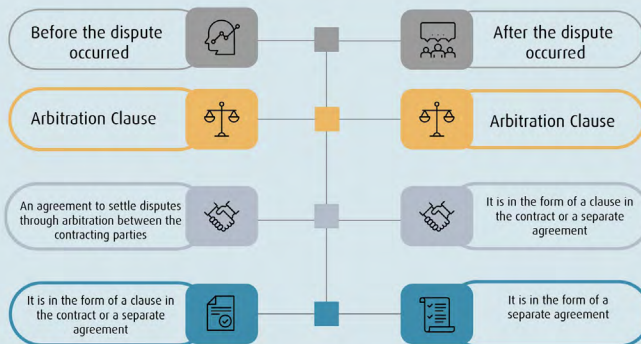 Before the dispute
occurred
After the dispute
occurred
Arbitration Clause
Arbitration Clause
An agreement to settle disputes
through arbitration between the
contracting parties
It is in the form of a clause in
the contract or a separate
agreement
It is in the form of a clause in
the contract or a separate
agreement
It is in the form of a
separate agreement